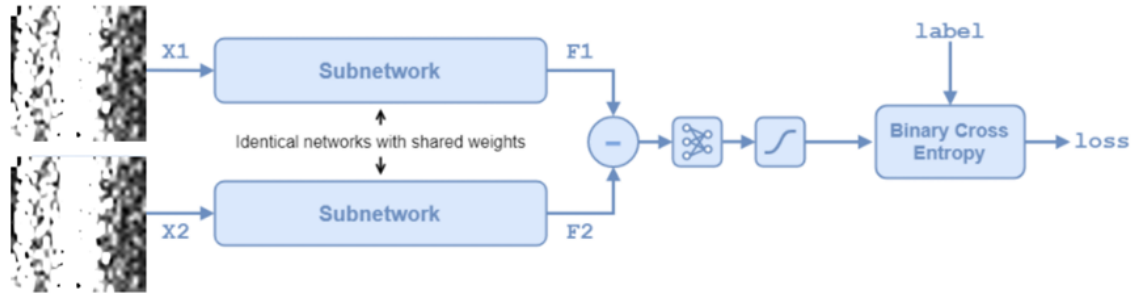 X1
Subnetwork
F1
label
Identical networks with shared weights
−
Binary Cross
Entropy
loss
X2
Subnetwork
F2